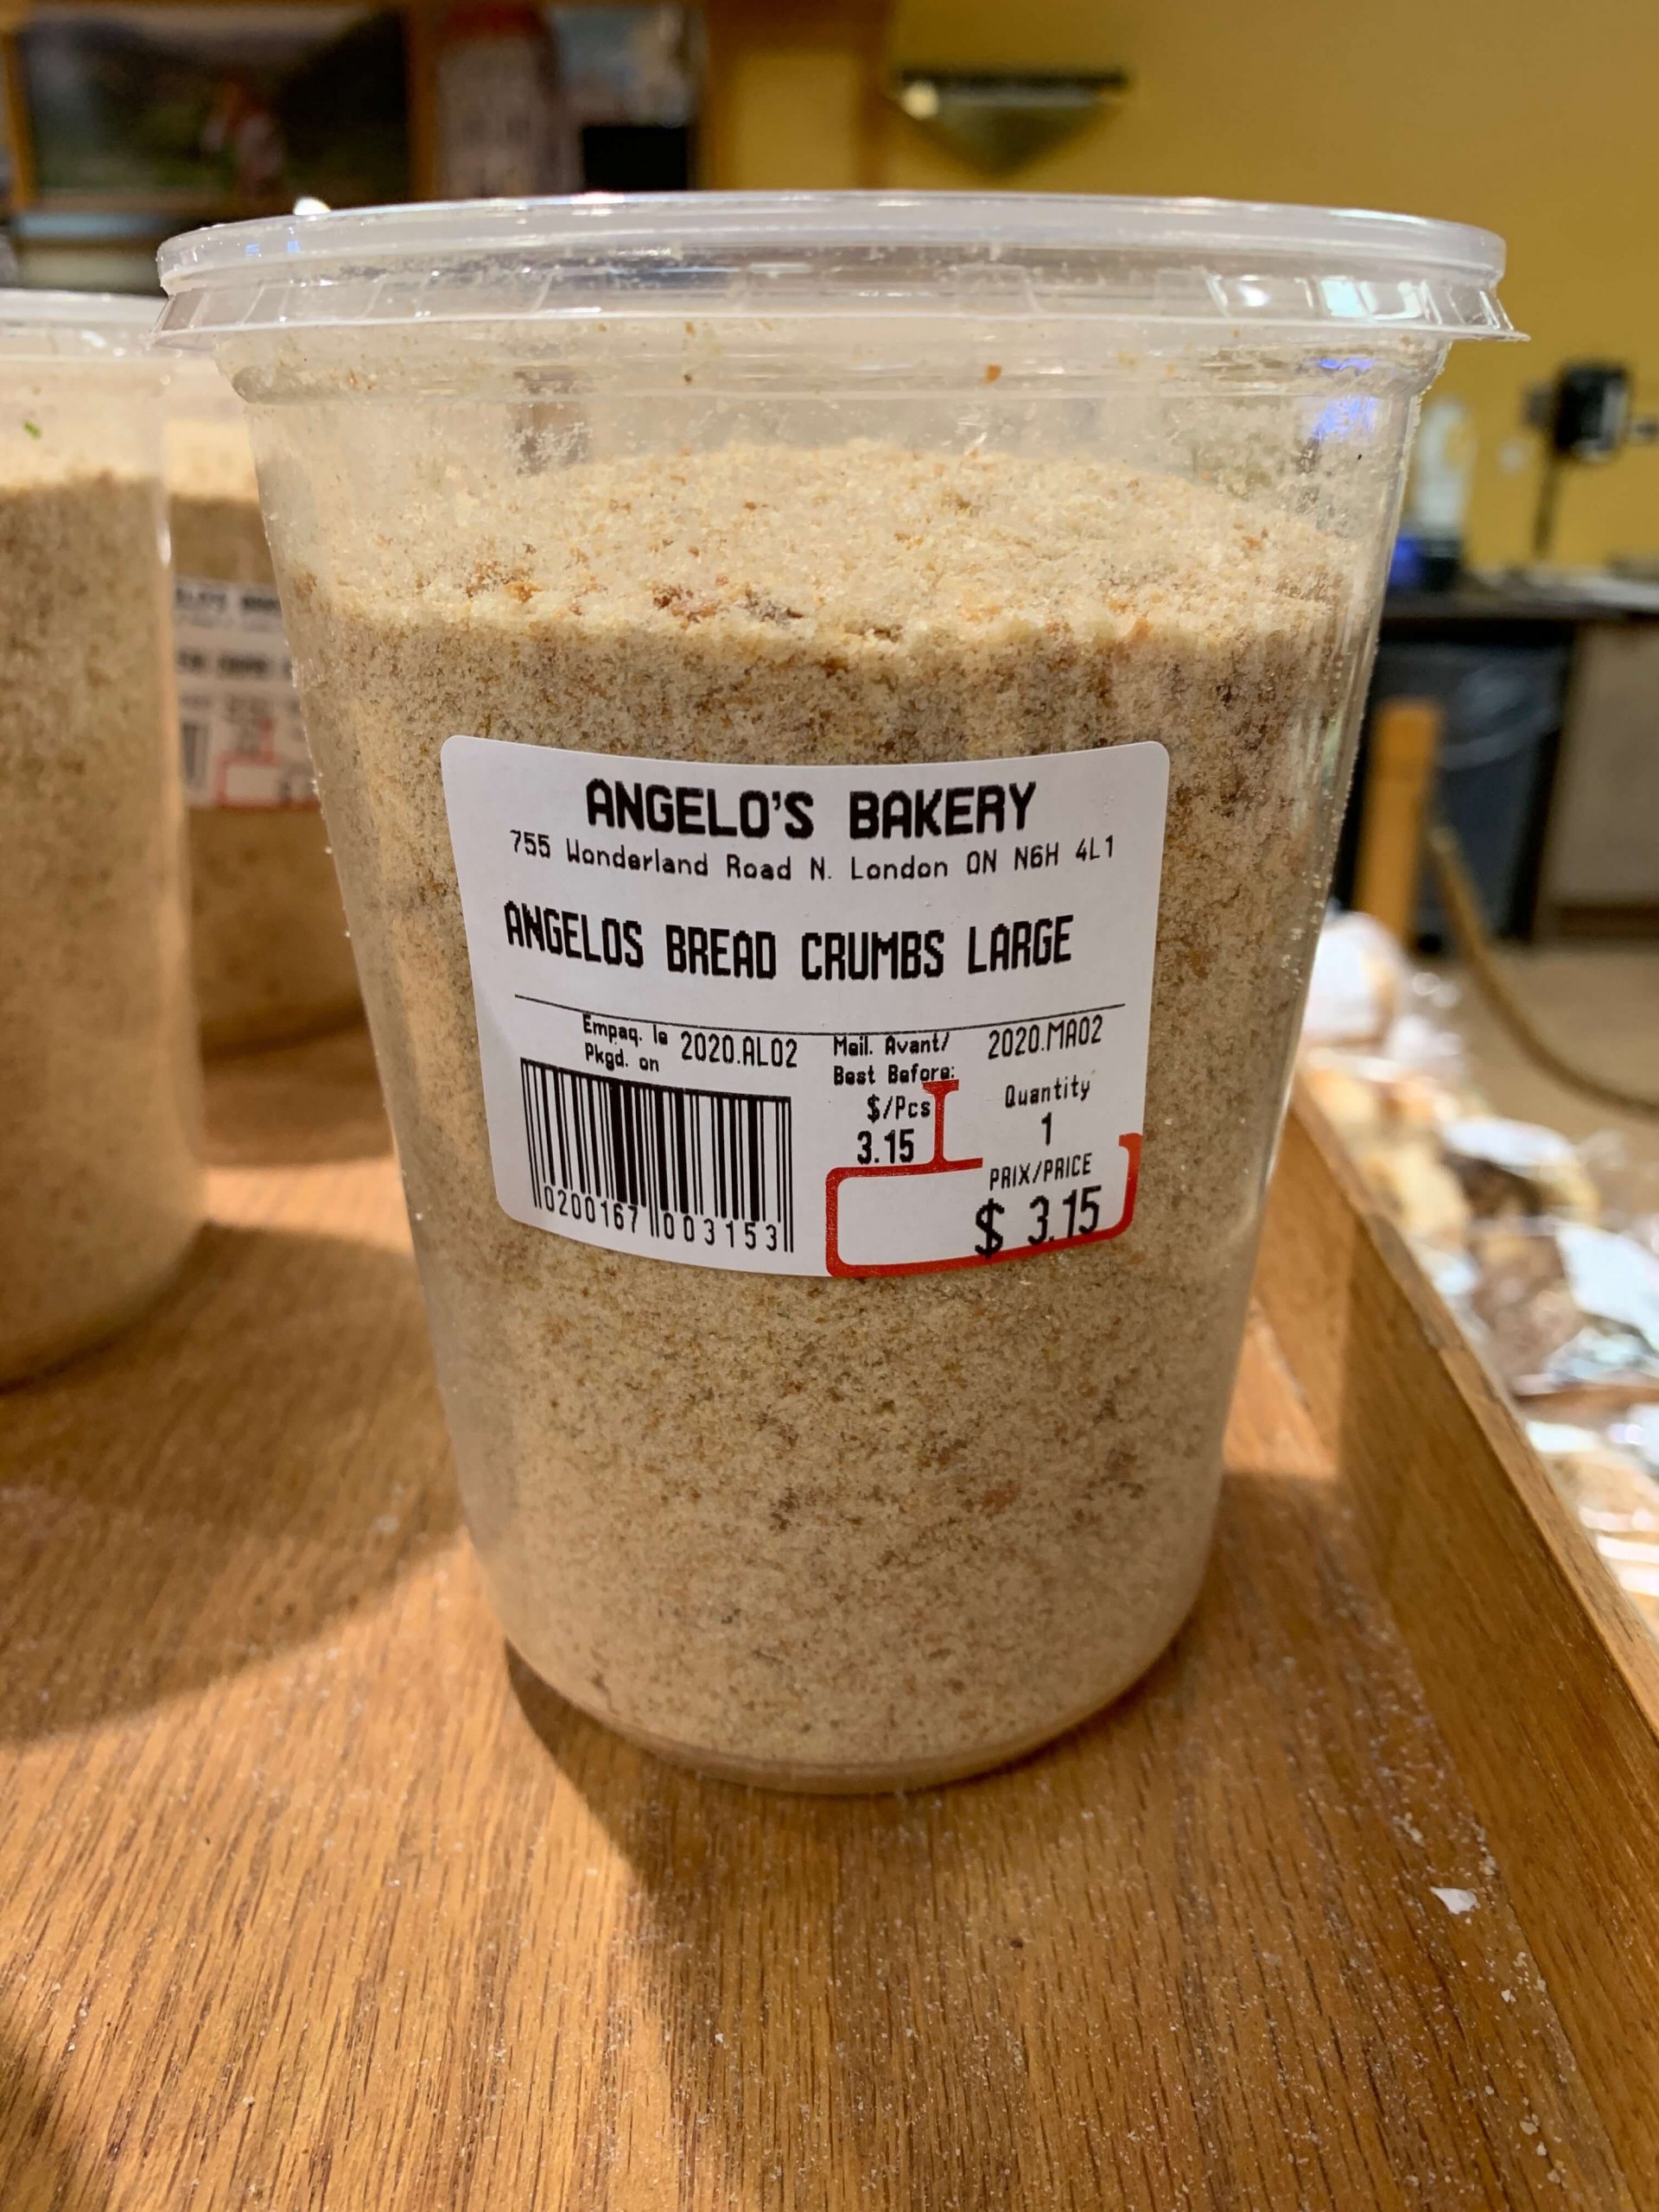 ANGELO'S BAKERY
755 Wonderland Road N. London ON N6H 4L1
ANGELOS BREAD CRUMBS LARGE
Empaq. le
Pkgd. on
2020.AL02
Meil. Avant/
Best Before:
2020.MA02
$/Pcs
3.15
Quantity
1
PRIX/PRICE
$ 3.15
0200167 003153